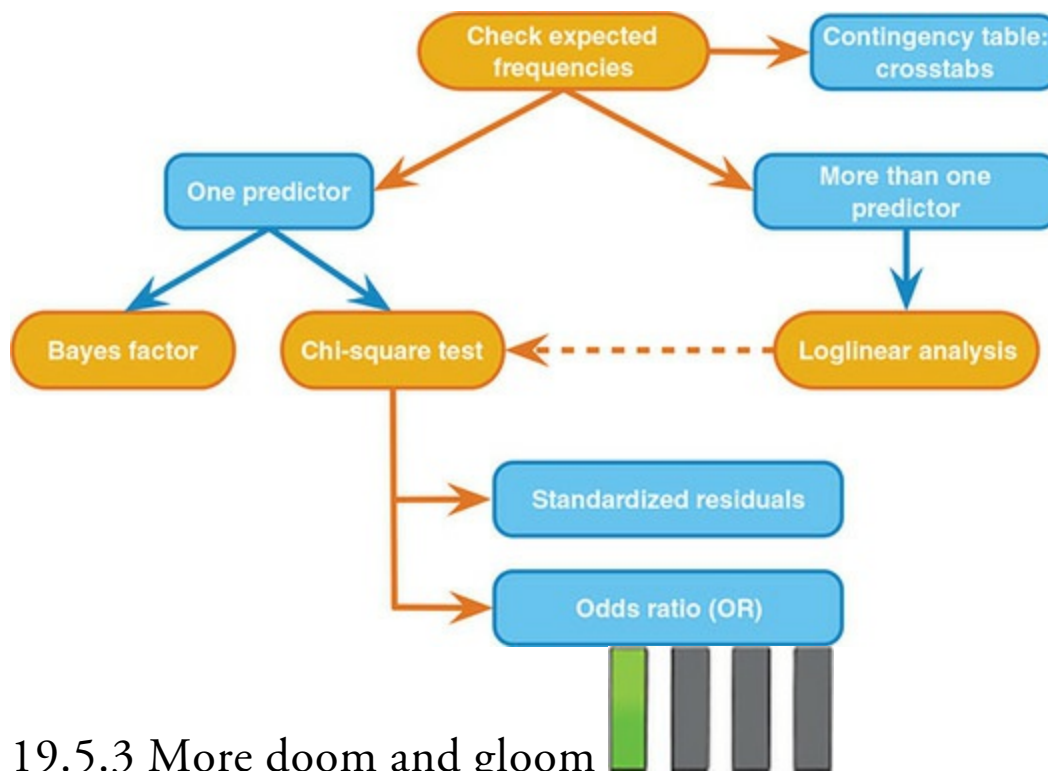 Check expected
frequencies
Contingency table:
crosstabs
One predictor
More than one
predictor
Bayes factor
Chi-square test
Loglinear analysis
Standardized residuals
Odds ratio (OR)
19.5.3 More doom and gloom